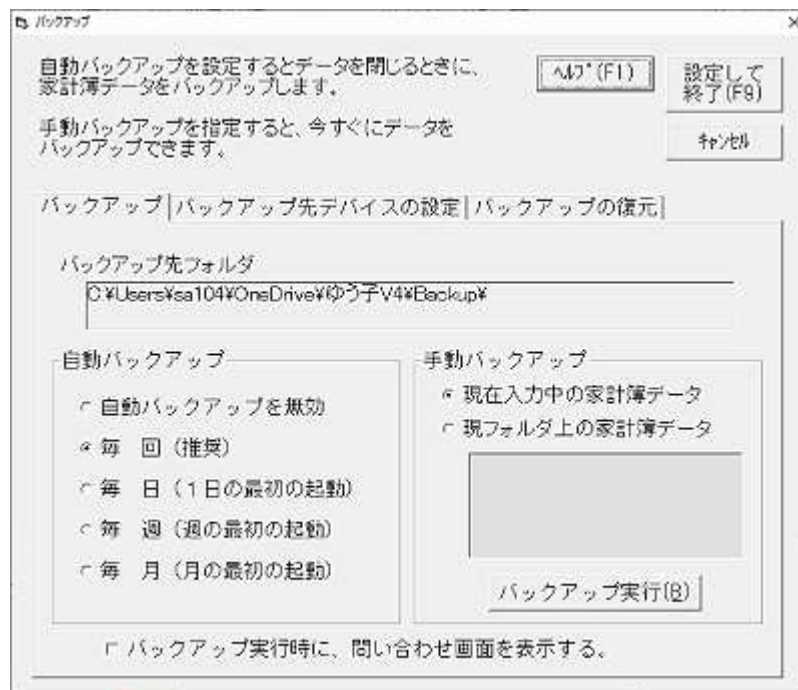 バックアップ
自動バックアップを設定するとデータを閉じるときに、
家計簿データをバックアップします。
手動バックアップを指定すると、今すぐにデータを
バックアップできます。
ﾍﾙﾌﾟ(F1)
設定して
終了(F9)
ｷｬﾝｾﾙ
バックアップ
バックアップ先デバイスの設定
バックアップの復元
バックアップ先フォルダ
C:¥Users¥sa104¥OneDrive¥ゆう子V4¥Backup¥
自動バックアップ
自動バックアップを無効
毎　回（推奨）
毎　日（１日の最初の起動）
毎　週（週の最初の起動）
毎　月（月の最初の起動）
手動バックアップ
現在入力中の家計簿データ
現フォルダ上の家計簿データ
バックアップ実行(B)
バックアップ実行時に、問い合わせ画面を表示する。